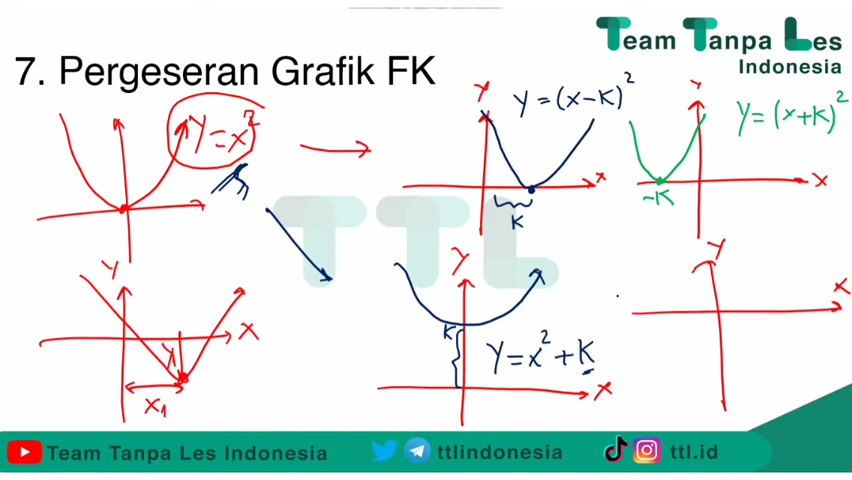 Team Tanpa Les
Indonesia
7. Pergeseran Grafik FK
y = x²
Y
y = (x-k)²
x
k
Y
y = (x+k)²
x
-k
Y
x
x₁
y
k
y = x² + k
x
Y
x
TTL
Team Tanpa Les Indonesia
ttlindonesia
ttl.id